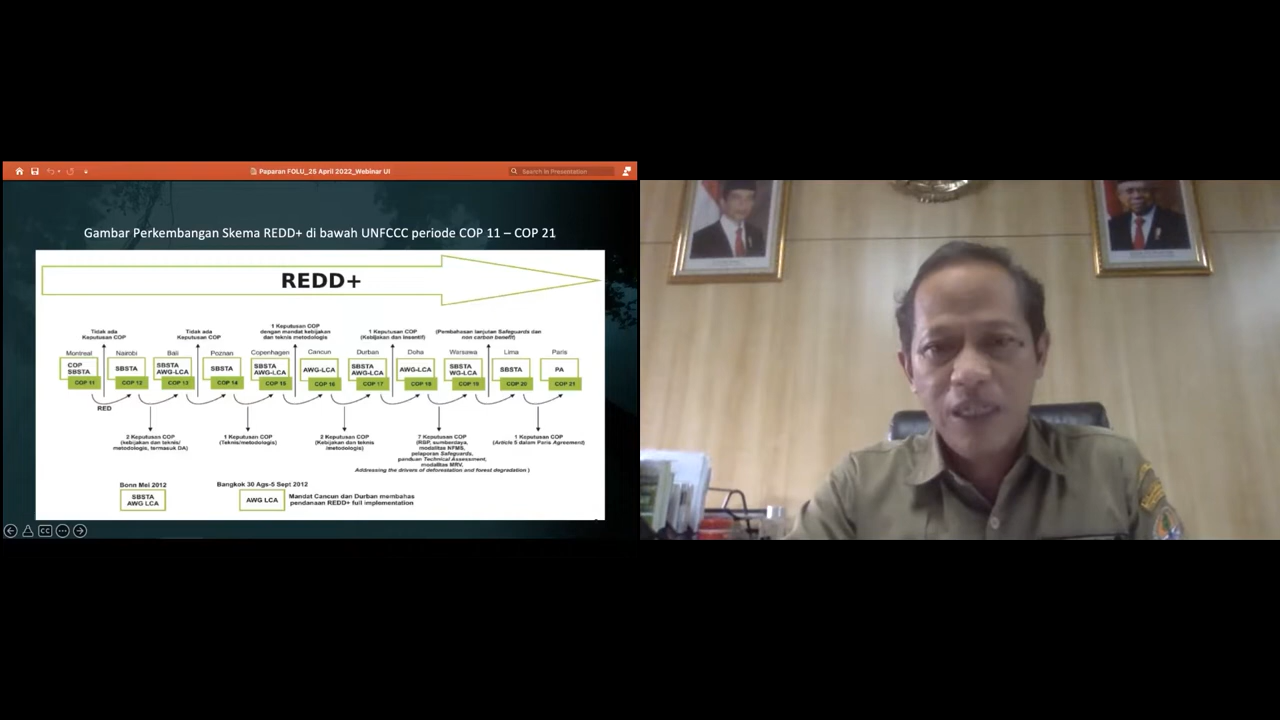 Paparan FOLU_25 April 2022_Webinar UI
Search in Presentation
Gambar Perkembangan Skema REDD+ di bawah UNFCCC periode COP 11 – COP 21
REDD+
Tidak ada
Keputusan COP
Tidak ada
Keputusan COP
1 Keputusan COP
dengan mandat kebijakan
dan teknis metodologis
1 Keputusan COP
(Kebijakan dan Insentif)
(Pembahasan lanjutan Safeguards dan
non carbon benefit)
Montreal
COP
SBSTA
COP 11
Nairobi
SBSTA
COP 12
Bali
SBSTA
AWG-LCA
COP 13
Poznan
SBSTA
COP 14
Copenhagen
SBSTA
AWG-LCA
COP 15
Cancun
AWG-LCA
COP 16
Durban
SBSTA
AWG-LCA
COP 17
Doha
AWG-LCA
COP 18
Warsawa
SBSTA
WG-LCA
COP 19
Lima
SBSTA
COP 20
Paris
PA
COP 21
RED
2 Keputusan COP
(kebijakan dan teknis/
metodologie, termasuk DA)
1 Keputusan COP
(Teknis/metodologis)
2 Keputusan COP
(Kebijakan dan teknis
/metodologis)
7 Keputusan COP
(RBP, sumberdaya,
modalitas NFMS,
pelaporan Safeguards,
panduan Technical Assessment,
modalitas MRV,
Addressing the drivers of deforestation and forest degradation )
1 Keputusan COP
(Article 5 dalam Paris Agreement)
Bonn Mei 2012
SBSTA
AWG LCA
Bangkok 30 Ags-5 Sept 2012
AWG LCA
Mandat Cancun dan Durban membahas
pendanaan REDD+ full implementation
CC